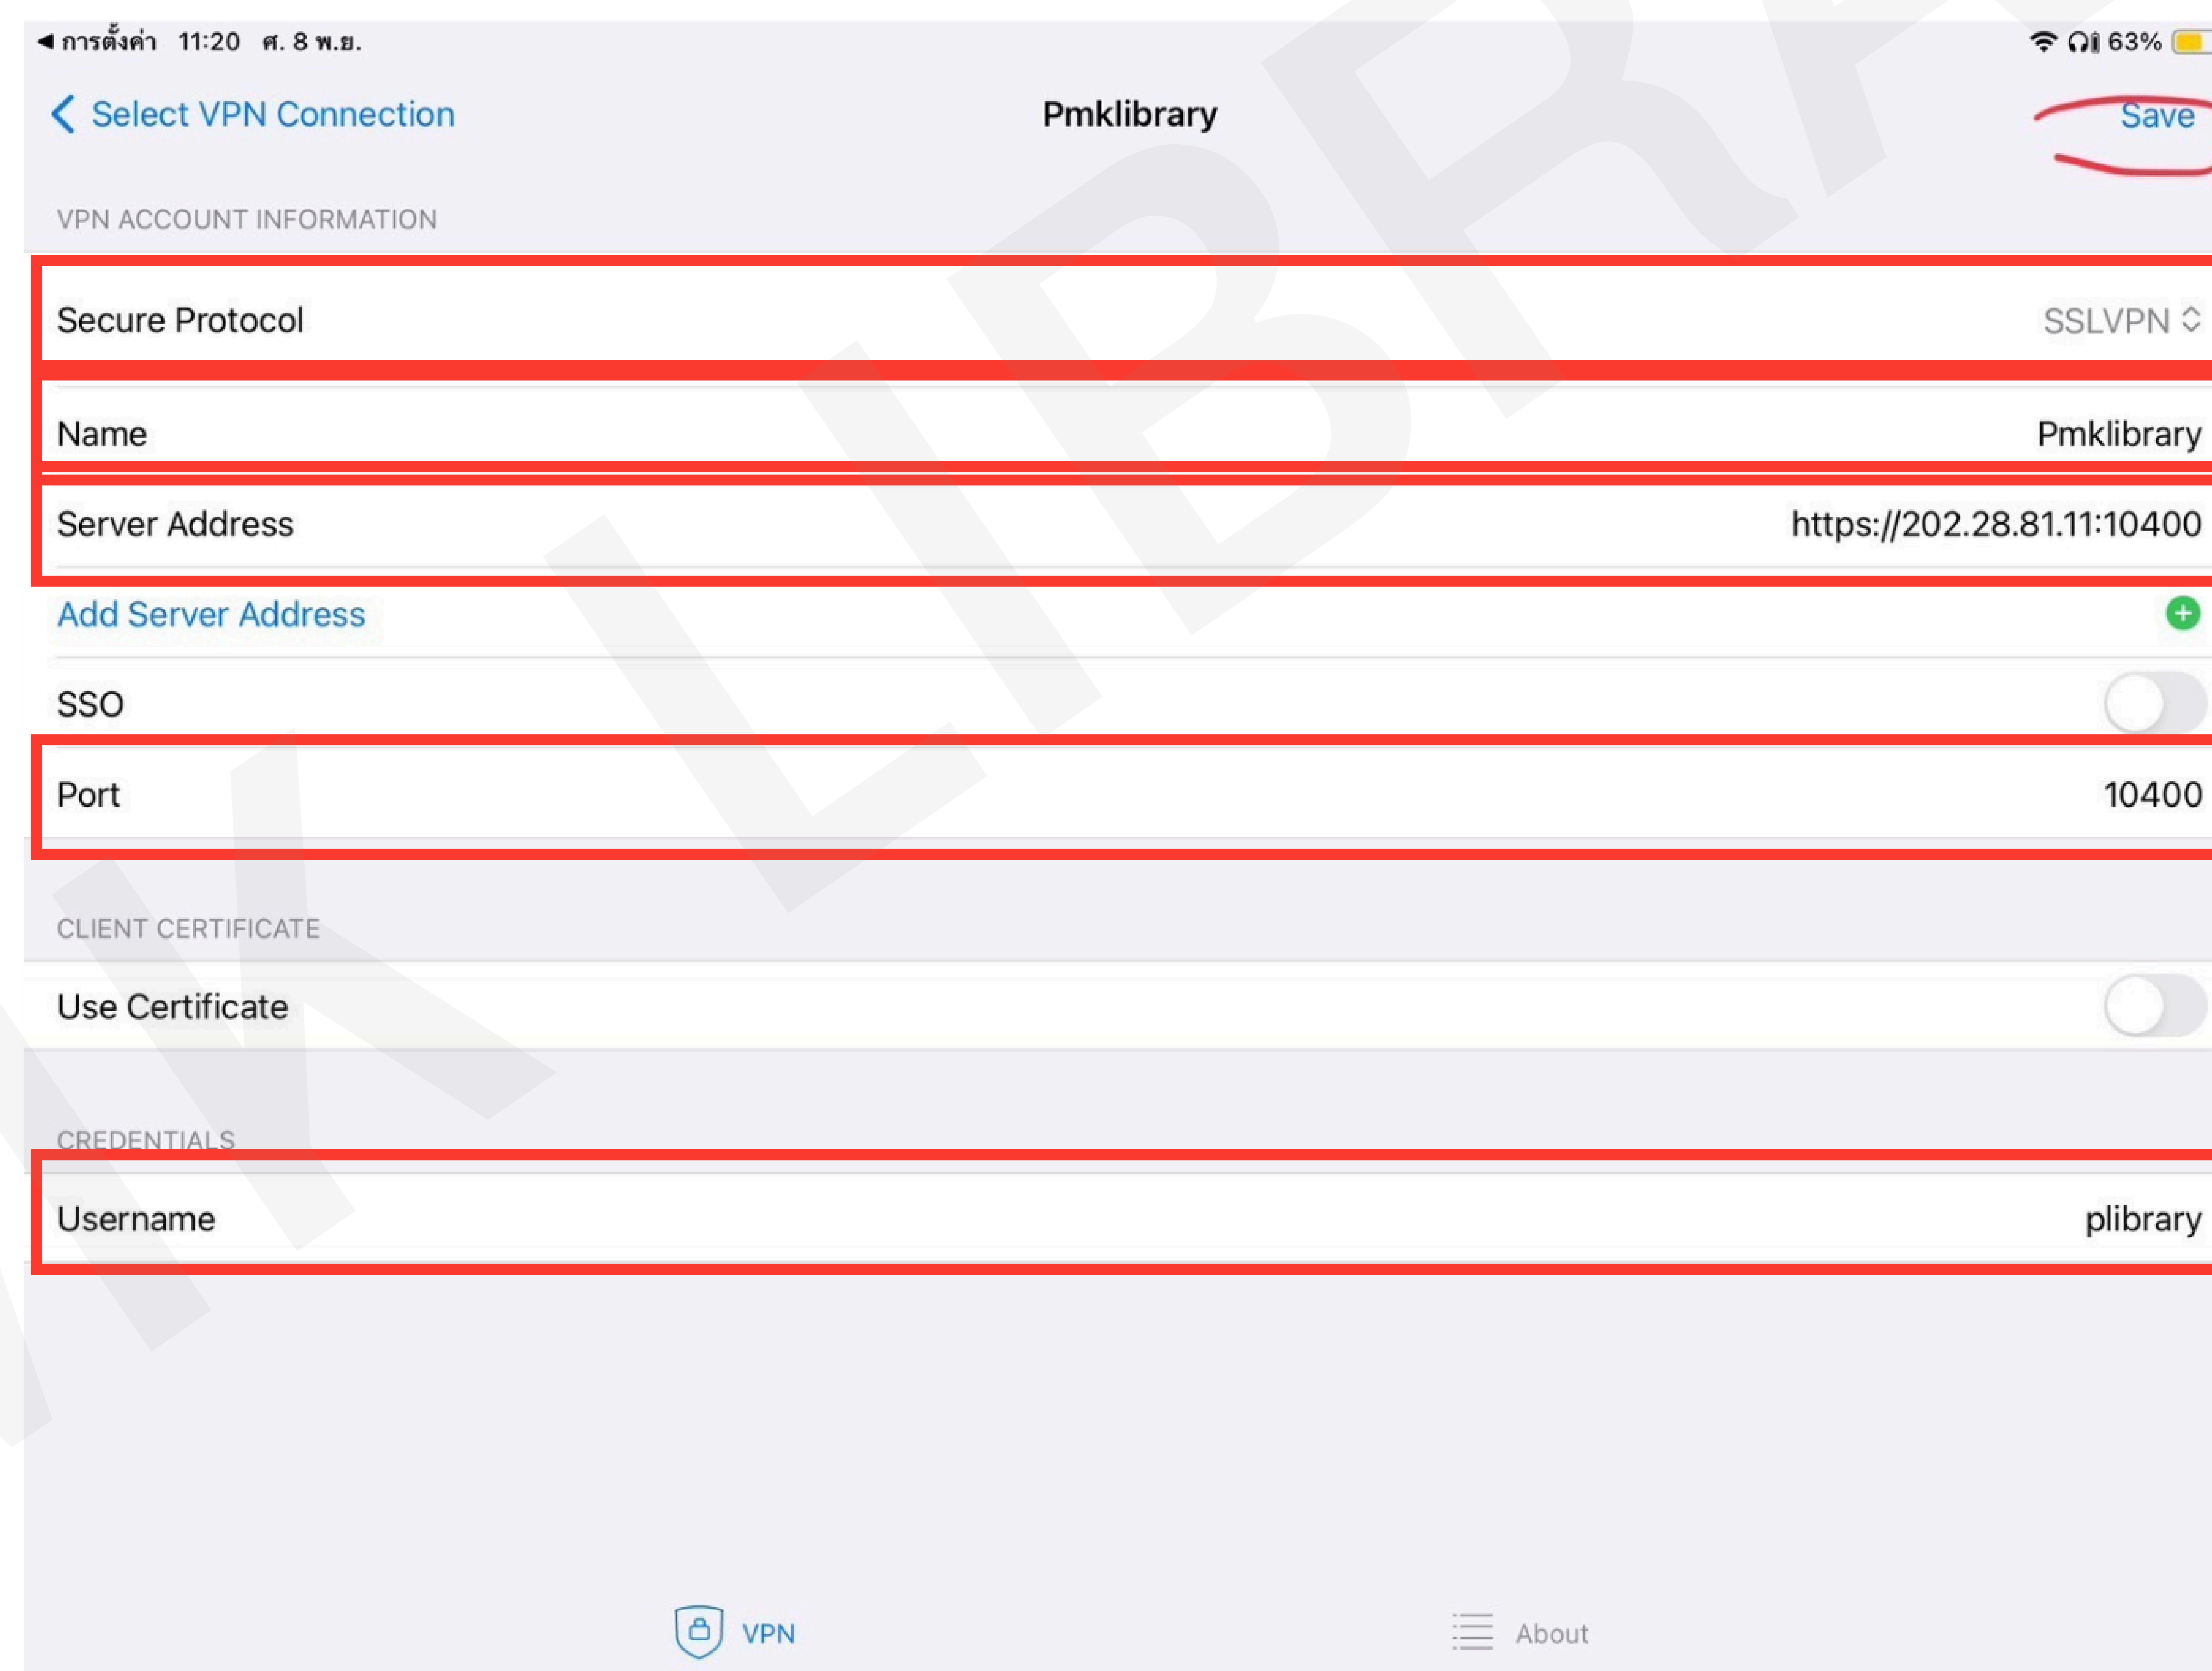 ◀ การตั้งค่า 11:20 ศ. 8 พ.ย. 63%
Select VPN Connection Pmklibrary Save
VPN ACCOUNT INFORMATION
Secure Protocol SSLVPN
Name Pmklibrary
Server Address https://202.28.81.11:10400
Add Server Address
SSO
Port 10400
CLIENT CERTIFICATE
Use Certificate
CREDENTIALS
Username plibrary
VPN About